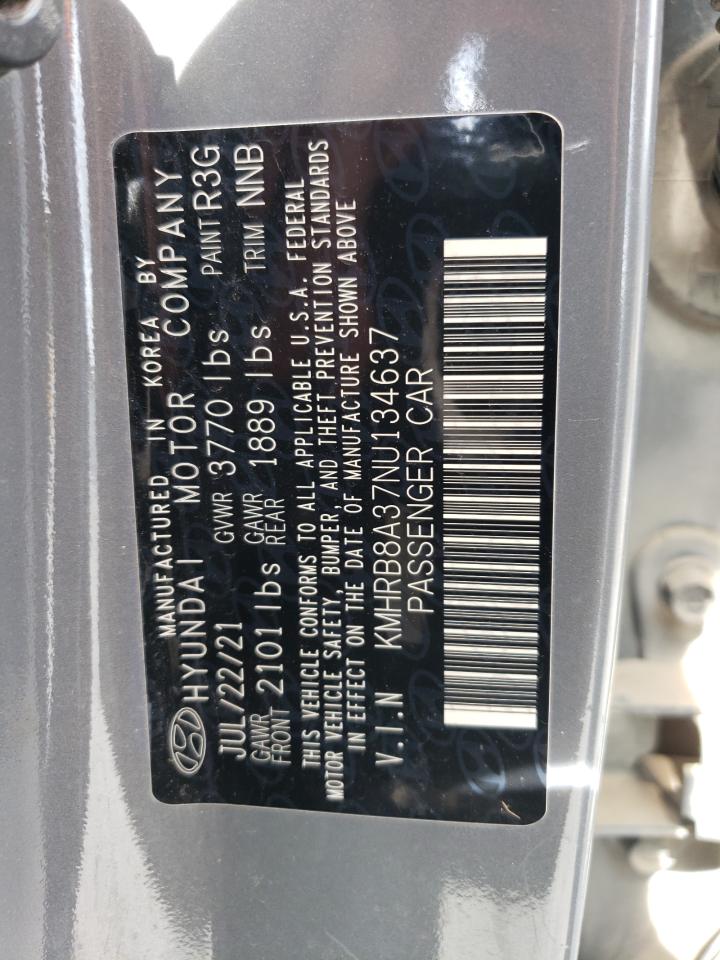 MANUFACTURED IN KOREA BY
HYUNDAI MOTOR COMPANY
JUL/22/21 GVWR 3770 lbs PAINT R3G
GAWR FRONT 2101 lbs GAWR REAR 1889 lbs TRIM NNB
THIS VEHICLE CONFORMS TO ALL APPLICABLE U.S.A. FEDERAL
MOTOR VEHICLE SAFETY, BUMPER, AND THEFT PREVENTION STANDARDS
IN EFFECT ON THE DATE OF MANUFACTURE SHOWN ABOVE
V.I.N KMHRB8A37NU134637
PASSENGER CAR